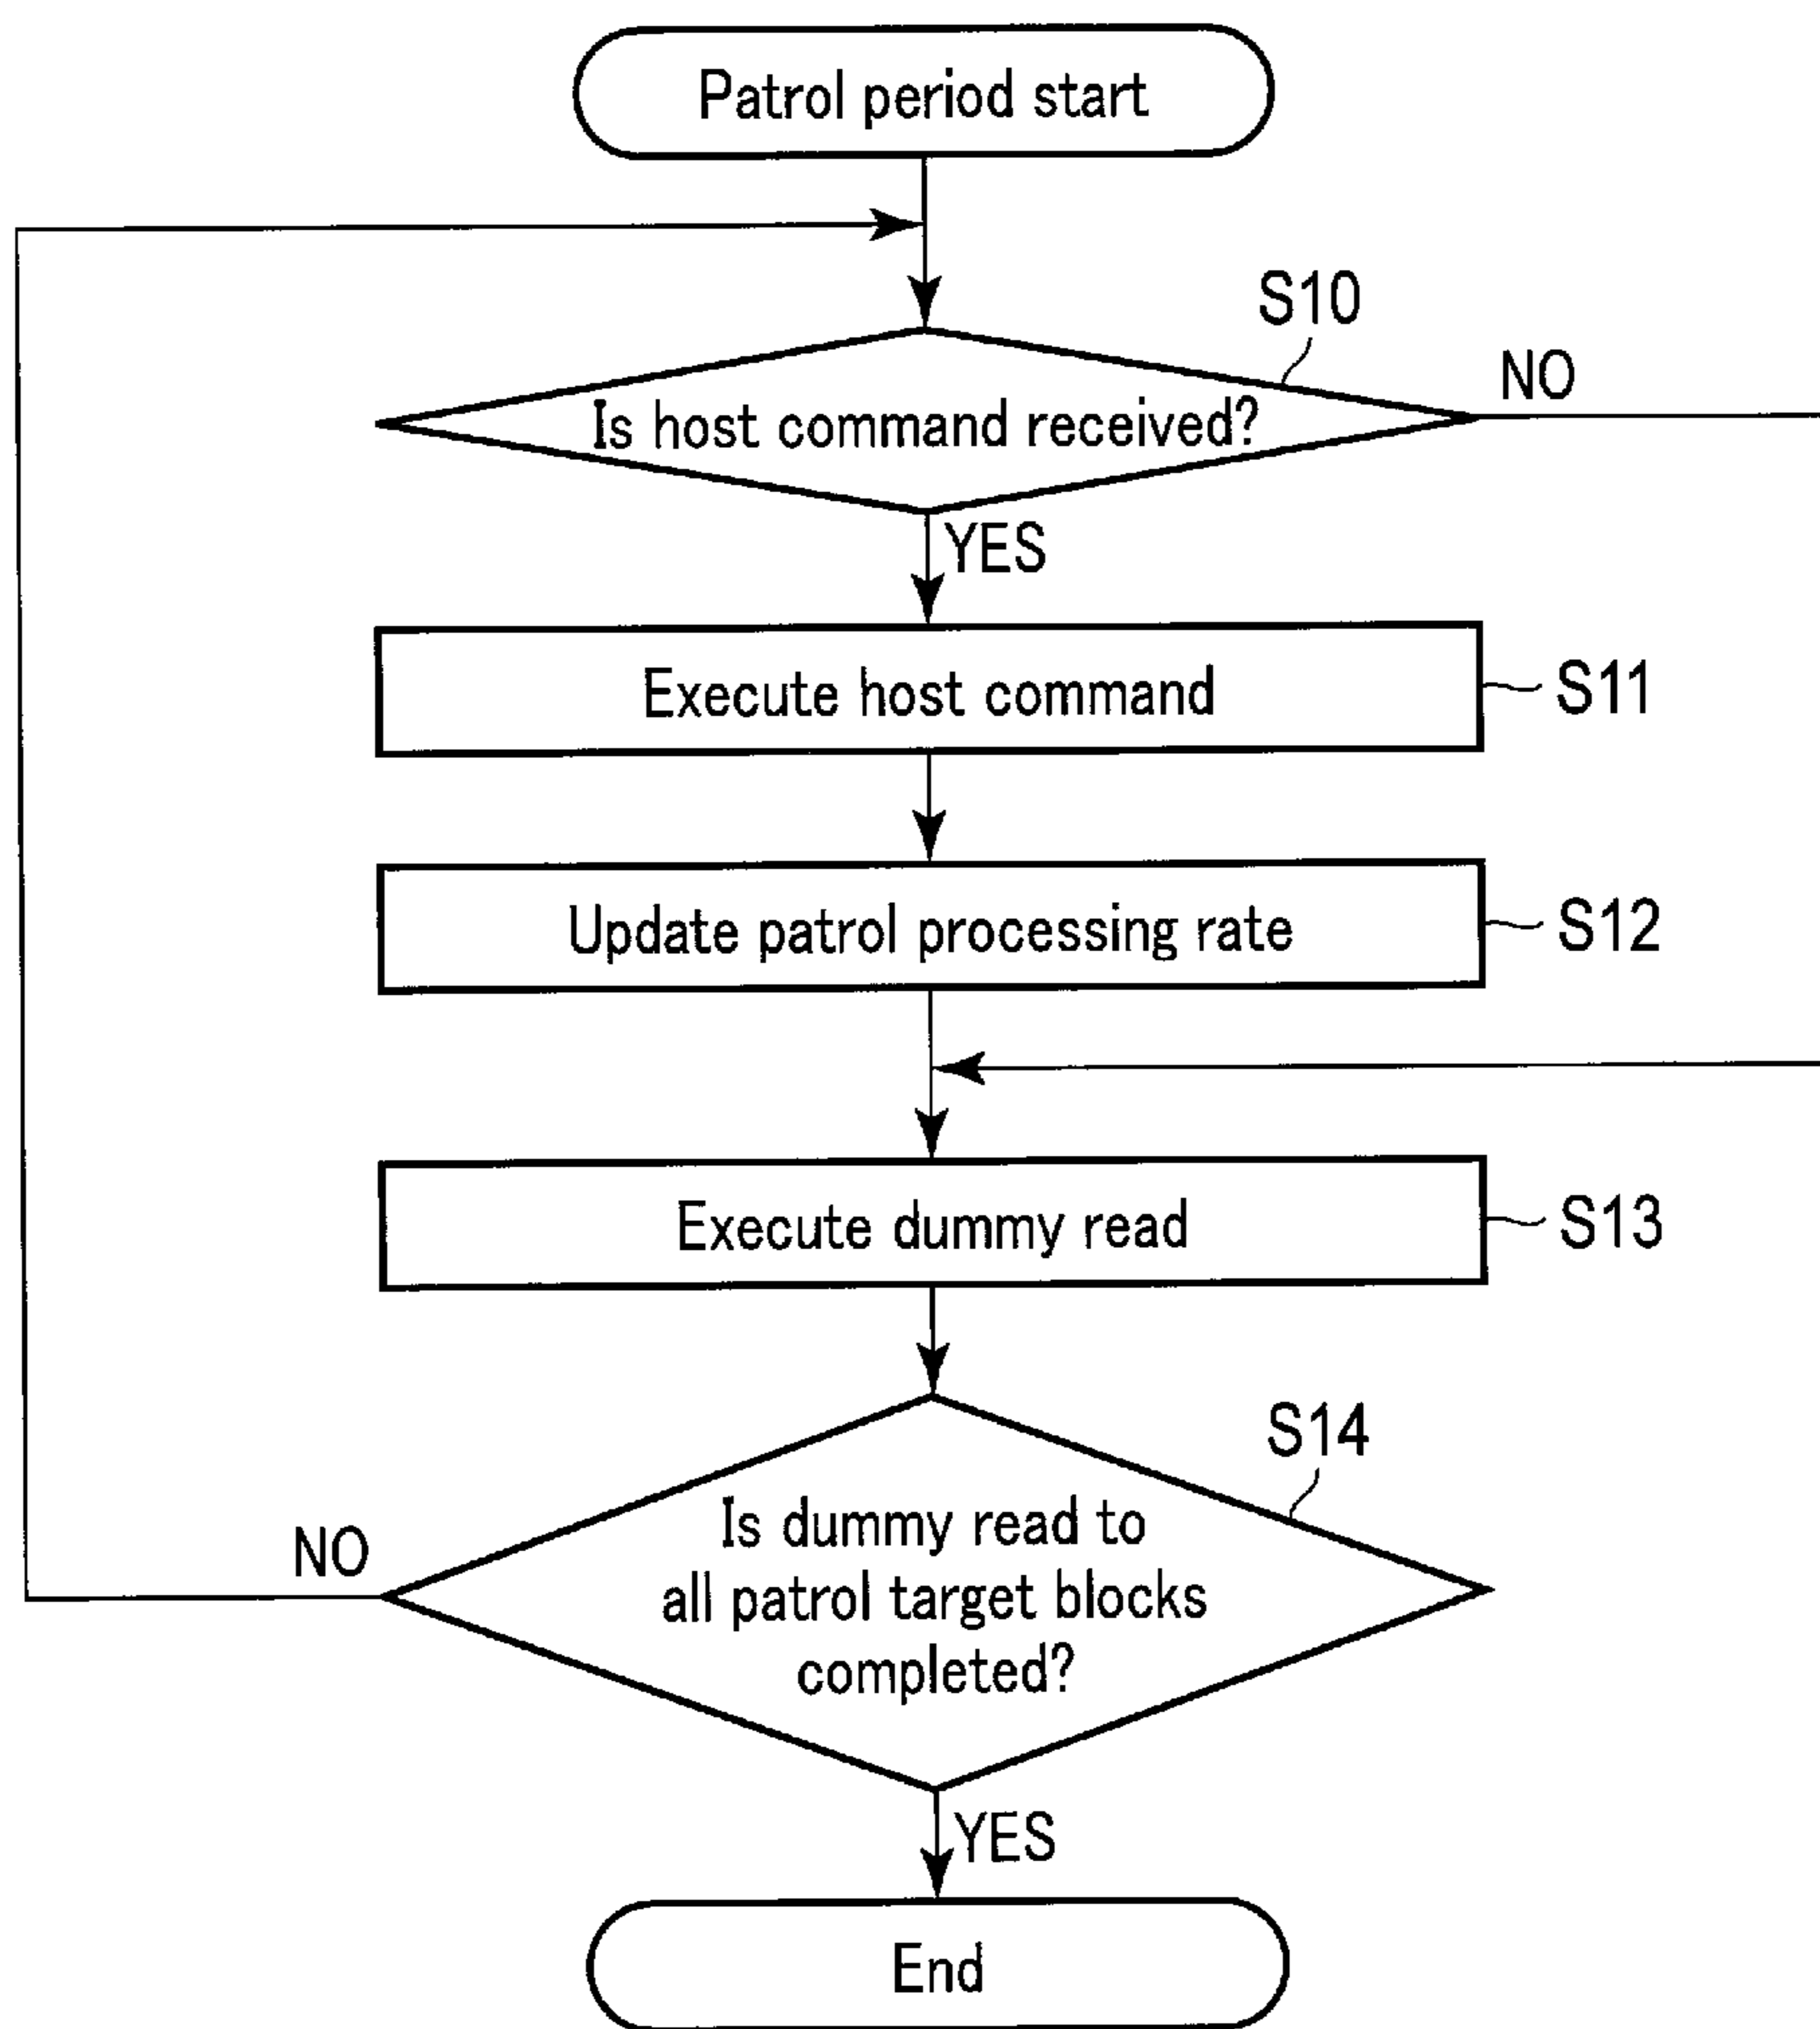 Patrol period start
S10
Is host command received?
NO
YES
Execute host command
S11
Update patrol processing rate
S12
Execute dummy read
S13
S14
Is dummy read to
all patrol target blocks
completed?
NO
YES
End